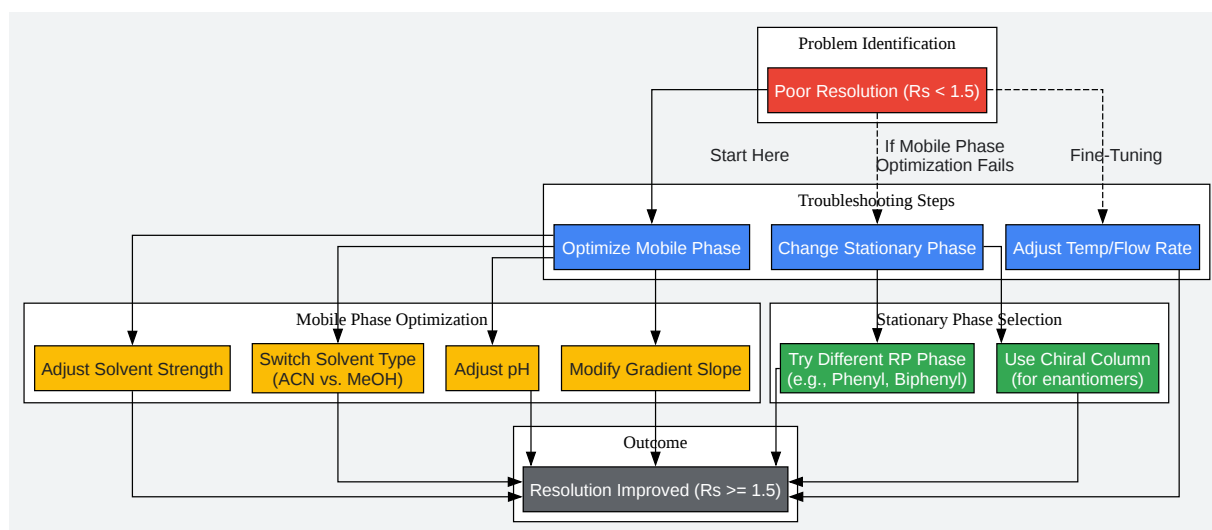 Problem Identification
Poor Resolution (Rs < 1.5)
Start Here
If Mobile Phase
Optimization Fails
Fine-Tuning
Troubleshooting Steps
Optimize Mobile Phase
Change Stationary Phase
Adjust Temp/Flow Rate
Mobile Phase Optimization
Adjust Solvent Strength
Switch Solvent Type
(ACN vs. MeOH)
Adjust pH
Modify Gradient Slope
Stationary Phase Selection
Try Different RP Phase
(e.g., Phenyl, Biphenyl)
Use Chiral Column
(for enantiomers)
Outcome
Resolution Improved (Rs >= 1.5)